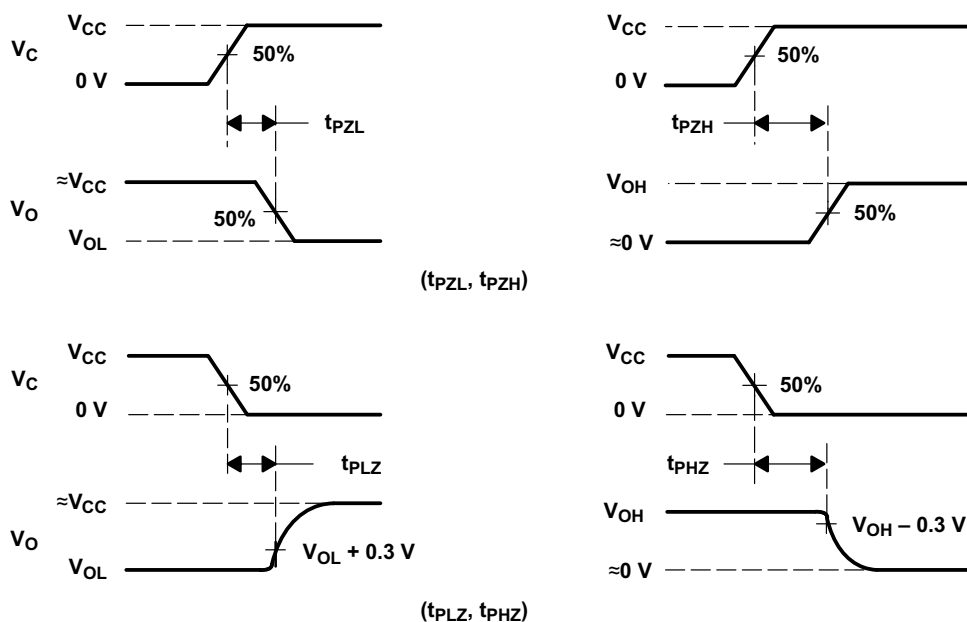 VCC
VC
50%
0 V
tPZL
≈VCC
VO
50%
VOL
VCC
50%
0 V
tPZH
VOH
50%
≈0 V
(tPZL, tPZH)
VCC
VC
50%
0 V
tPLZ
≈VCC
VO
VOL + 0.3 V
VOL
VCC
50%
0 V
tPHZ
VOH
VOH – 0.3 V
≈0 V
(tPLZ, tPHZ)